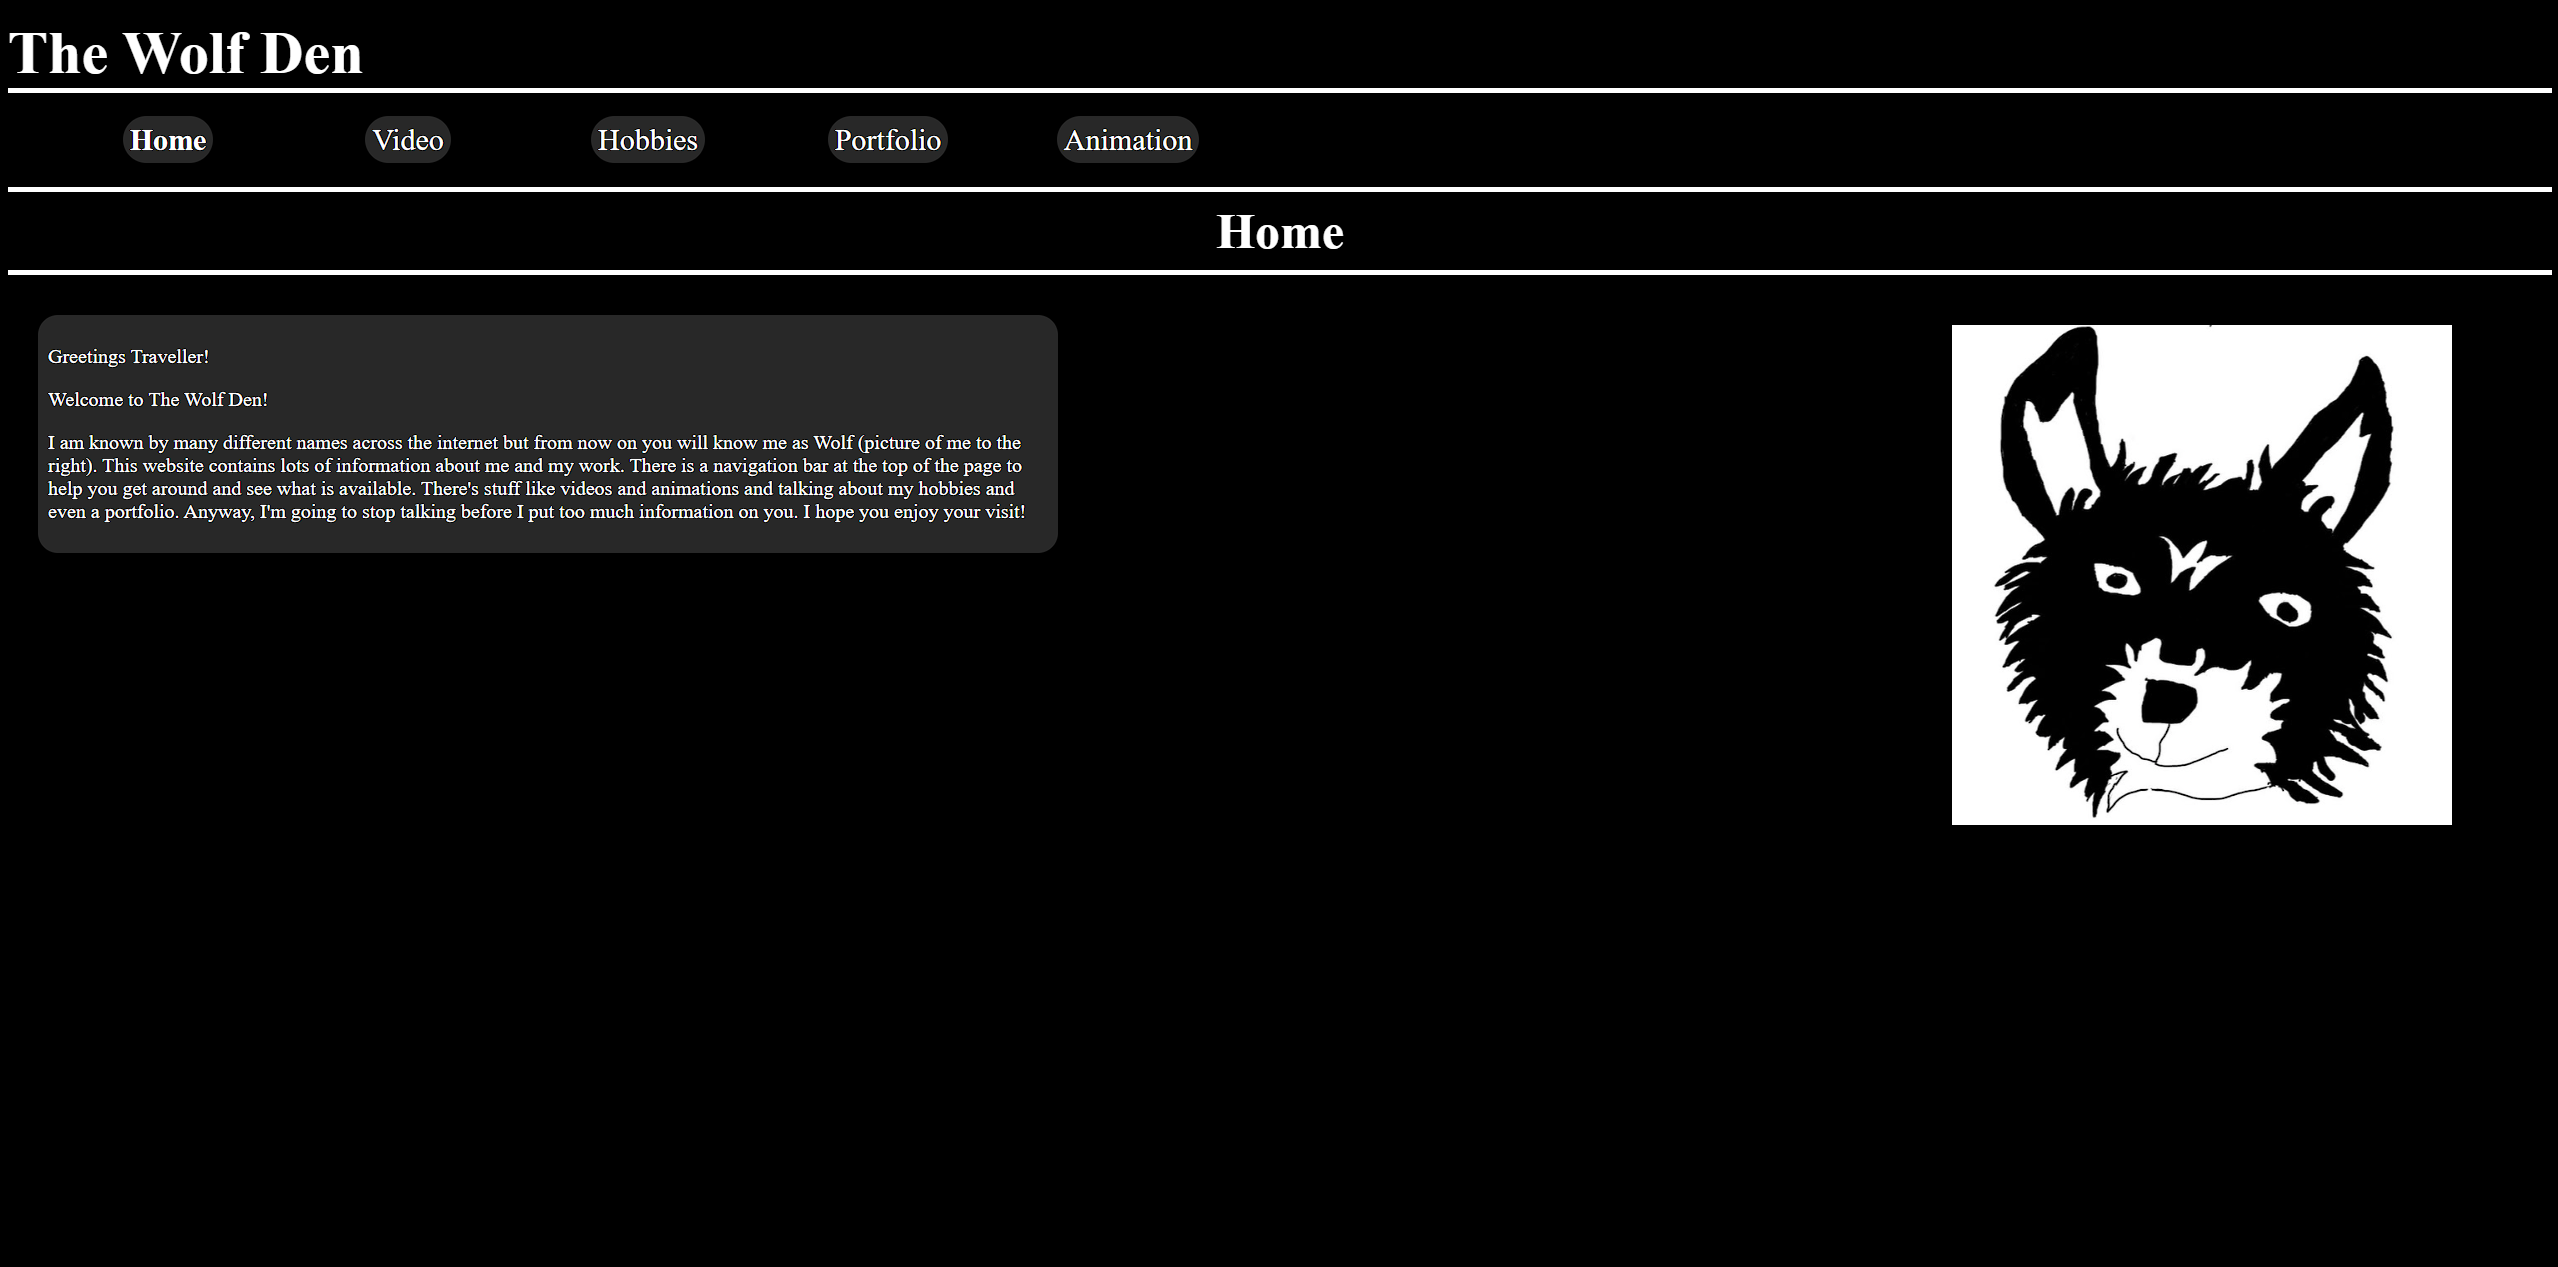 The Wolf Den
Home Video Hobbies Portfolio Animation
Home
Greetings Traveller!
Welcome to The Wolf Den!
I am known by many different names across the internet but from now on you will know me as Wolf (picture of me to the
right). This website contains lots of information about me and my work. There is a navigation bar at the top of the page to
help you get around and see what is available. There's stuff like videos and animations and talking about my hobbies and
even a portfolio. Anyway, I'm going to stop talking before I put too much information on you. I hope you enjoy your visit!